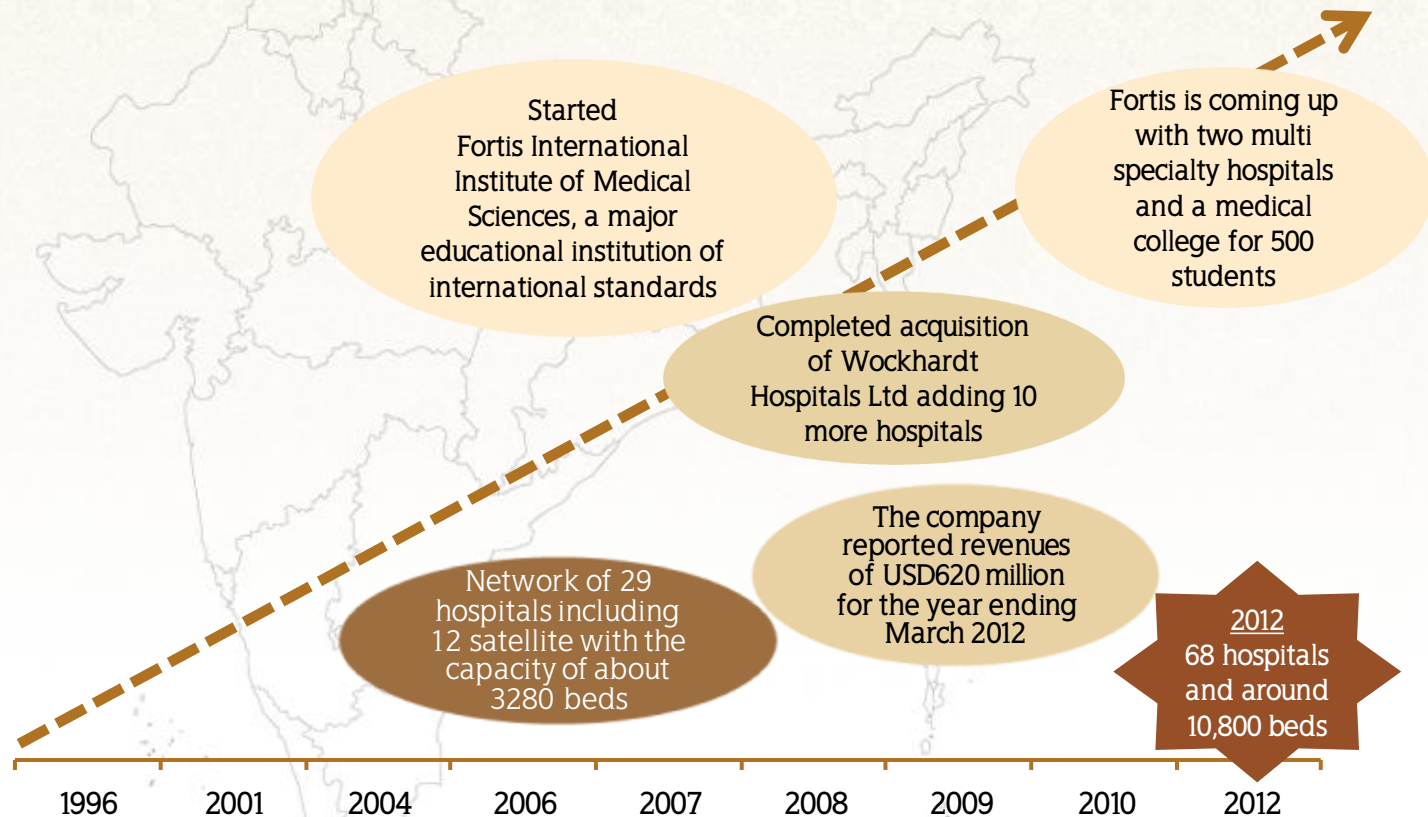 Started
Fortis International
Institute of Medical
Sciences, a major
educational institution of
international standards
Fortis is coming up
with two multi
specialty hospitals
and a medical
college for 500
students
Completed acquisition
of Wockhardt
Hospitals Ltd adding 10
more hospitals
The company
reported revenues
of USD620 million
for the year ending
March 2012
Network of 29
hospitals including
12 satellite with the
capacity of about
3280 beds
2012
68 hospitals
and around
10,800 beds
1996 2001 2004 2006 2007 2008 2009 2010 2012